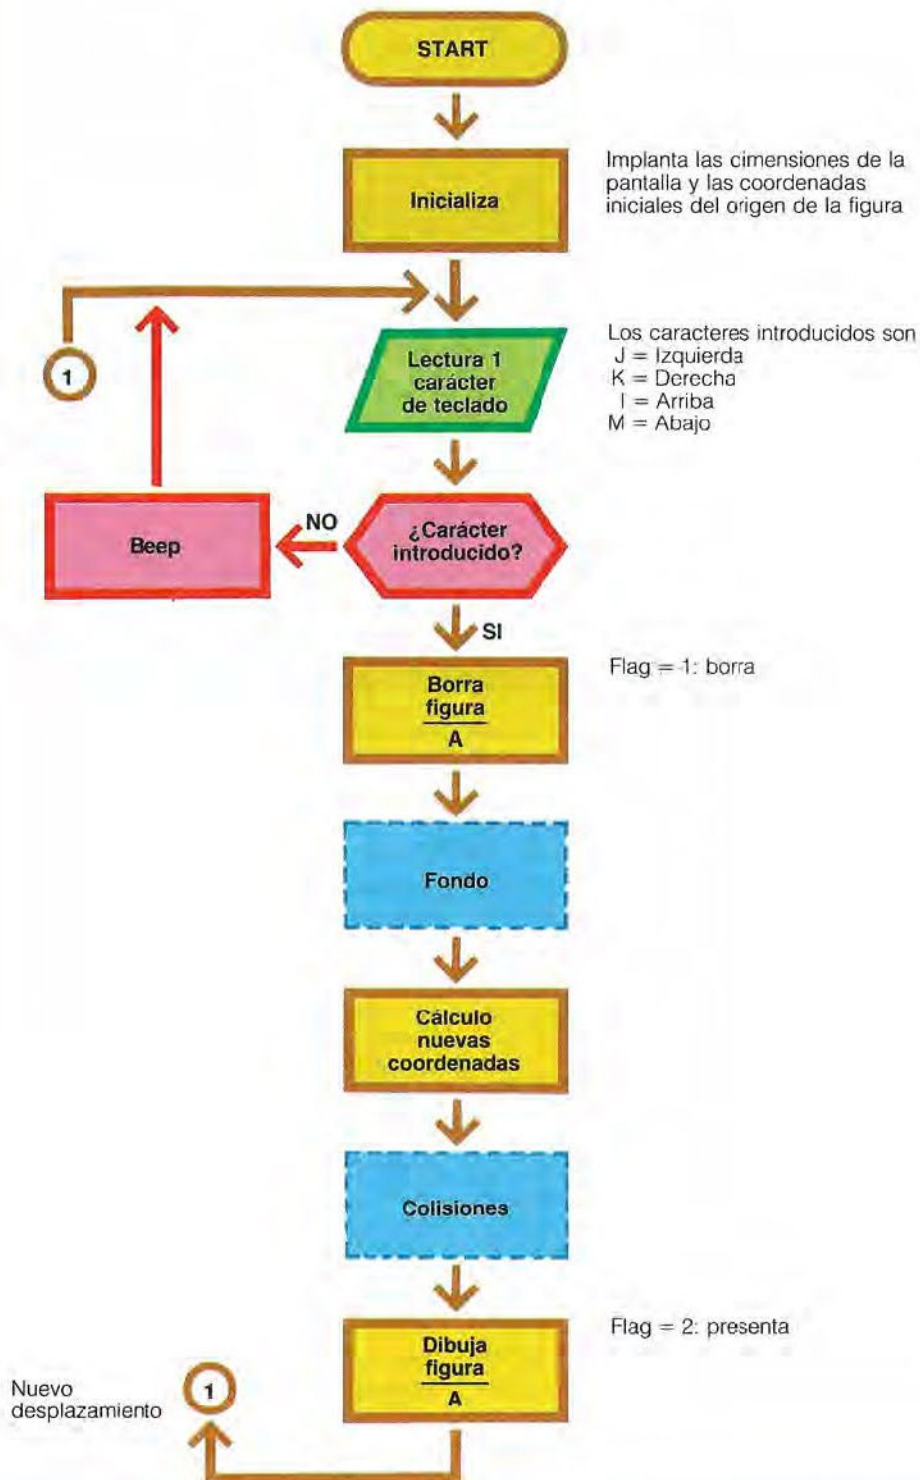 START
Inicializa
Implanta las cimensiones de la
pantalla y las coordenadas
iniciales del origen de la figura
1
Lectura 1
carácter
de teclado
Los caracteres introducidos son
J = Izquierda
K = Derecha
I = Arriba
M = Abajo
Beep
NO
¿Carácter
introducido?
SI
Borra
figura
A
Flag = 1: borra
Fondo
Cálculo
nuevas
coordenadas
Colisiones
Dibuja
figura
A
Flag = 2: presenta
Nuevo
desplazamiento
1